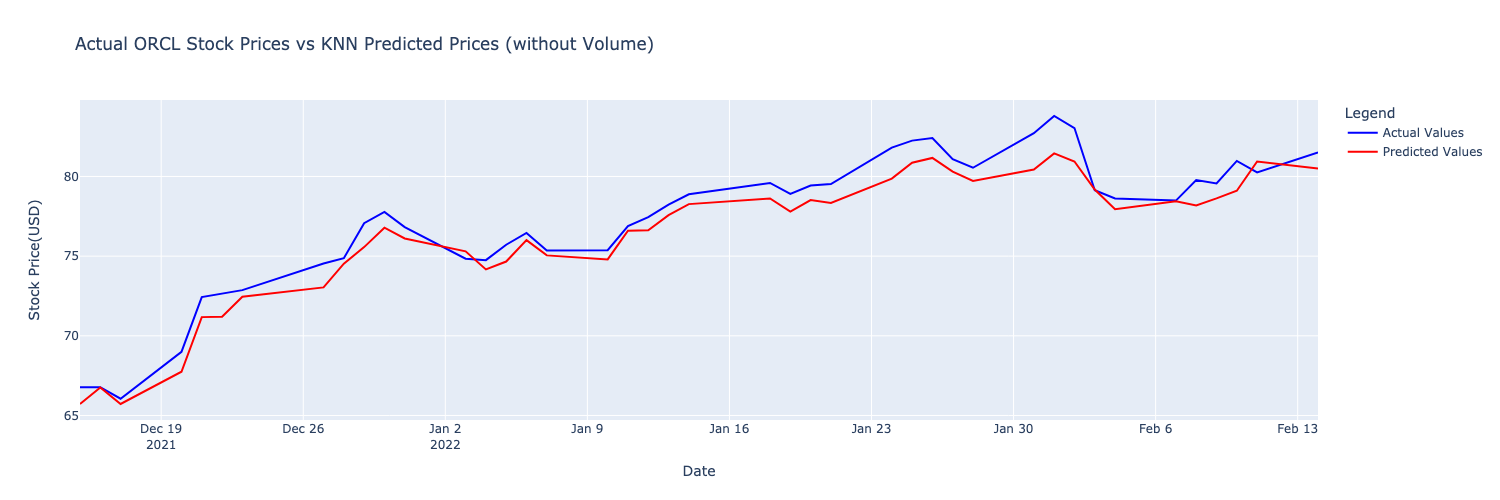 Actual ORCL Stock Prices vs KNN Predicted Prices (without Volume)
Legend
Actual Values
Predicted Values
Stock Price(USD)
80
75
70
65
Dec 19
2021
Dec 26
Jan 2
2022
Jan 9
Jan 16
Jan 23
Jan 30
Feb 6
Feb 13
Date